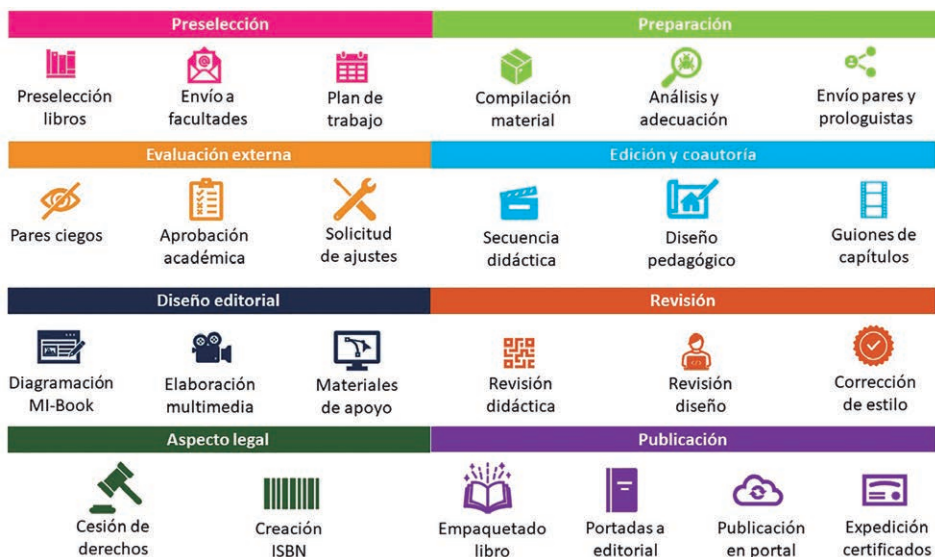 Preselección
Preparación
Preselección
libros
Envío a
facultades
Plan de
trabajo
Compilación
material
Análisis y
adecuación
Envío pares y
prologuistas
Evaluación externa
Edición y coautoría
Pares ciegos
Aprobación
académica
Solicitud
de ajustes
Secuencia
didáctica
Diseño
pedagógico
Guiones de
capítulos
Diseño editorial
Revisión
Diagramación
MI-Book
Elaboración
multimedia
Materiales
de apoyo
Revisión
didáctica
Revisión
diseño
Corrección
de estilo
Aspecto legal
Publicación
Cesión de
derechos
Creación
ISBN
Empaquetado
libro
Portadas a
editorial
Publicación
en portal
Expedición
certificados